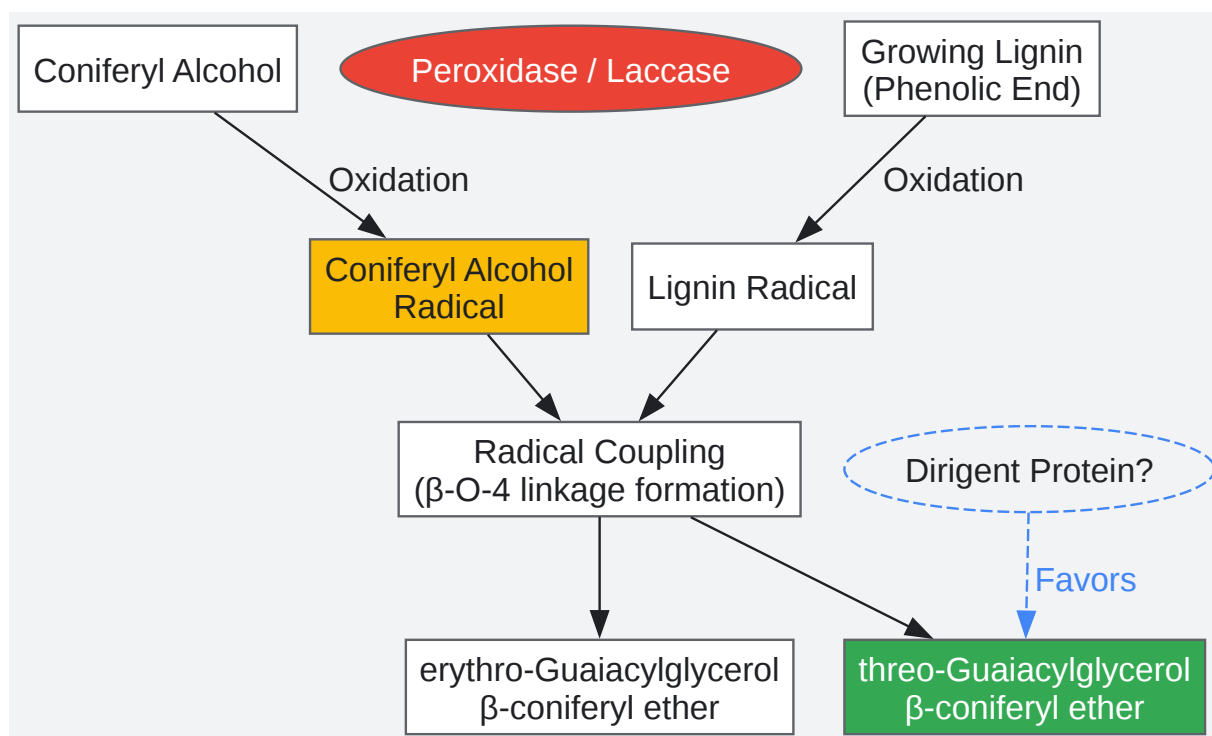 Coniferyl Alcohol
Peroxidase / Laccase
Growing Lignin
(Phenolic End)
Oxidation
Oxidation
Coniferyl Alcohol
Radical
Lignin Radical
Radical Coupling
(β-O-4 linkage formation)
Dirigent Protein?
Favors
erythro-Guaiacylglycerol
β-coniferyl ether
threo-Guaiacylglycerol
β-coniferyl ether